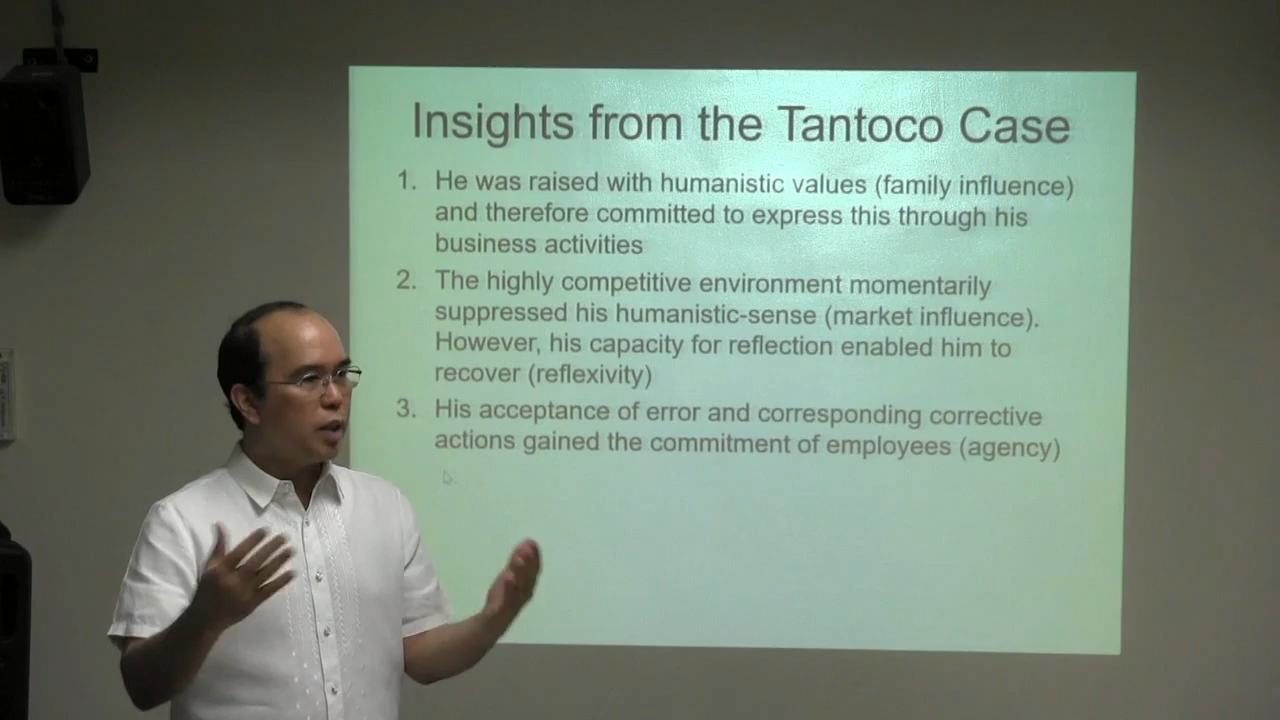 Insights from the Tantoco Case
1. He was raised with humanistic values (family influence)
and therefore committed to express this through his
business activities
2. The highly competitive environment momentarily
suppressed his humanistic-sense (market influence).
However, his capacity for reflection enabled him to
recover (reflexivity)
3. His acceptance of error and corresponding corrective
actions gained the commitment of employees (agency)